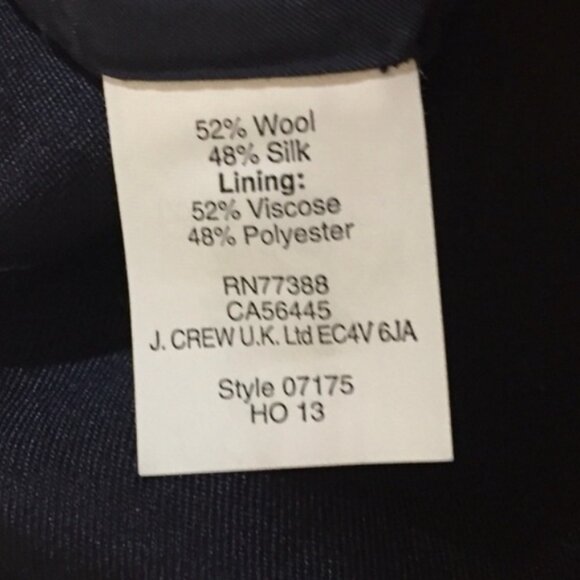 52% Wool
48% Silk
Lining:
52% Viscose
48% Polyester
RN77388
CA56445
J. CREW U.K. Ltd EC4V 6JA
Style 07175
HO 13